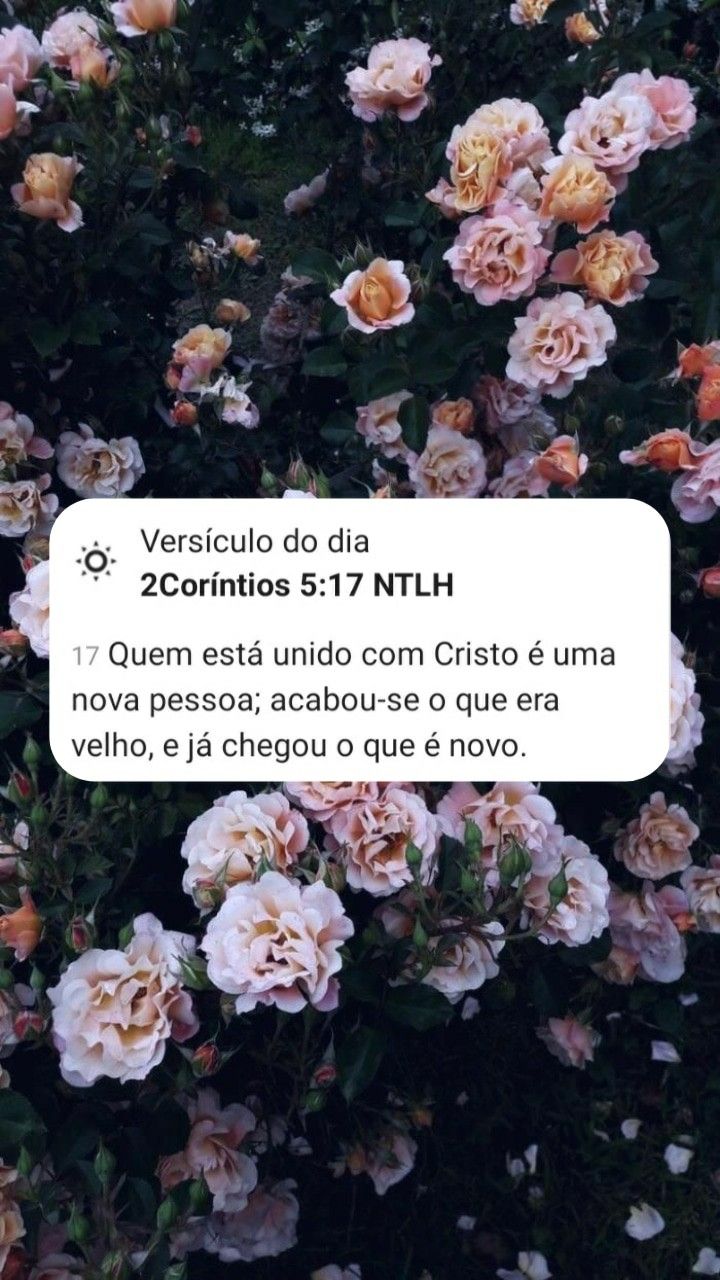 Versículo do dia
2Coríntios 5:17 NTLH
17 Quem está unido com Cristo é uma
nova pessoa; acabou-se o que era
velho, e já chegou o que é novo.